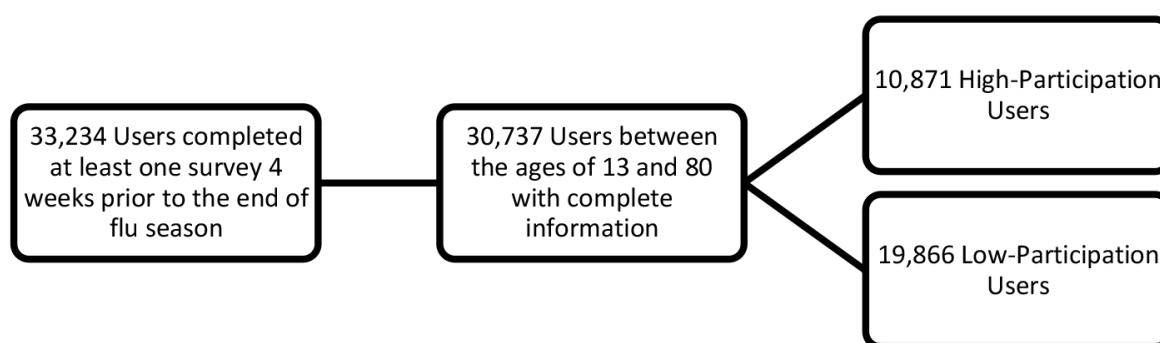 33,234 Users completed
at least one survey 4
weeks prior to the end of
flu season
30,737 Users between
the ages of 13 and 80
with complete
information
10,871 High-Participation
Users
19,866 Low-Participation
Users